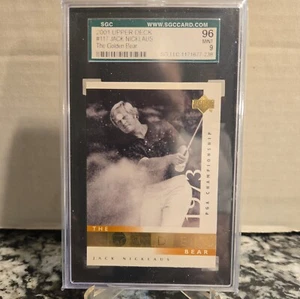 SGC
WWW.SGCCARD.COM
2001 UPPER DECK
#117 JACK NICKLAUS
The Golden Bear
96
MINT
9
1973
PGA CHAMPIONSHIP
THE
BEAR
JACK NICKLAUS